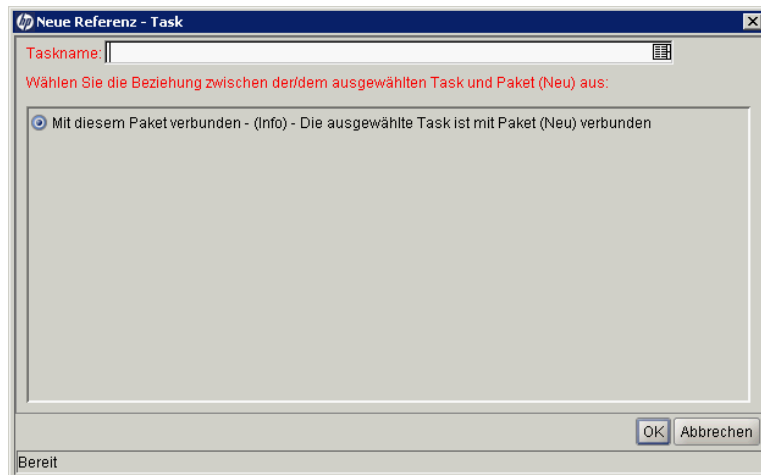 hp Neue Referenz - Task
Taskname:
Wählen Sie die Beziehung zwischen der/dem ausgewählten Task und Paket (Neu) aus:
Mit diesem Paket verbunden - (Info) - Die ausgewählte Task ist mit Paket (Neu) verbunden
OK Abbrechen
Bereit